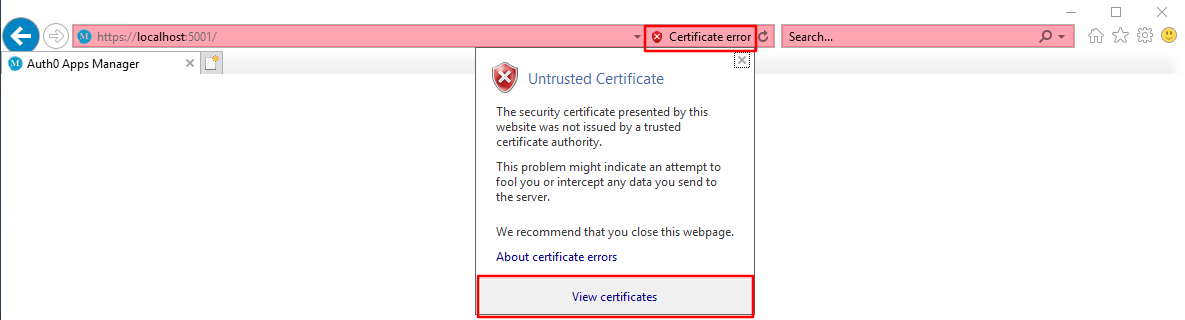 https://localhost:5001/
Certificate error
Search...
Auth0 Apps Manager
Untrusted Certificate
The security certificate presented by this
website was not issued by a trusted
certificate authority.
This problem might indicate an attempt to
fool you or intercept any data you send to
the server.
We recommend that you close this webpage.
About certificate errors
View certificates